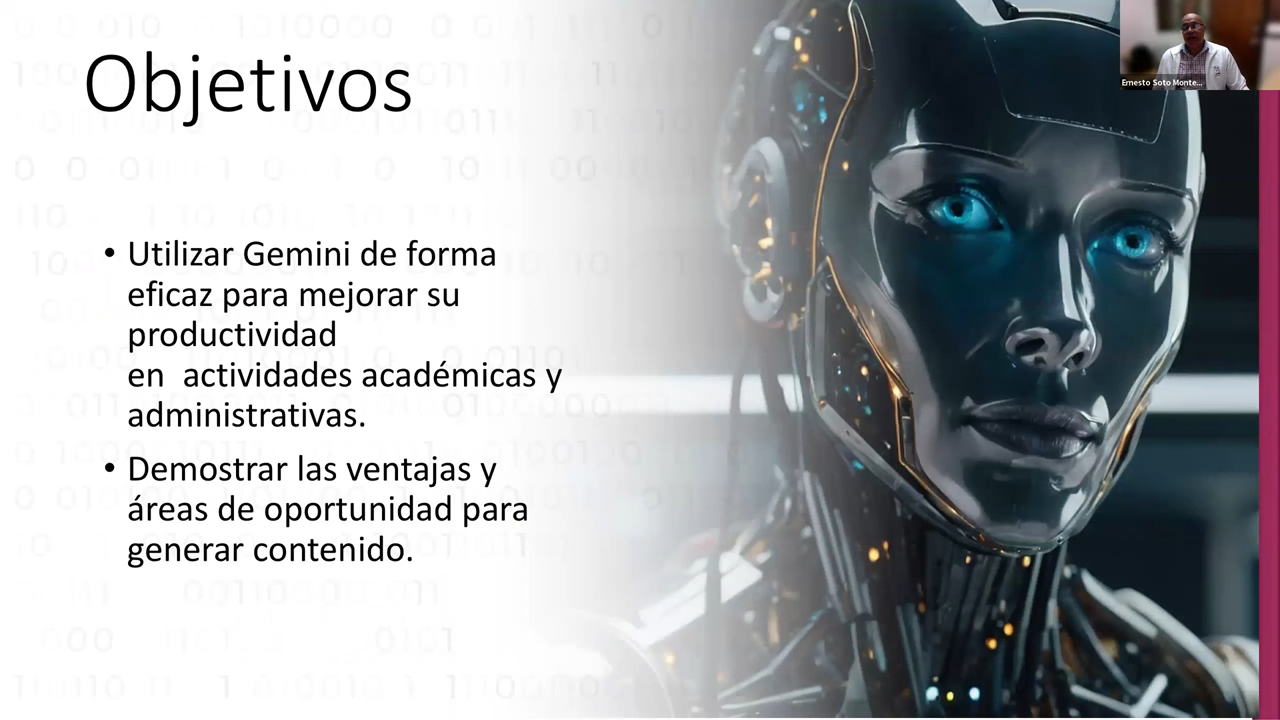 Objetivos
Ernesto Soto Monte...
• Utilizar Gemini de forma
eficaz para mejorar su
productividad
en  actividades académicas y
administrativas.
• Demostrar las ventajas y
áreas de oportunidad para
generar contenido.